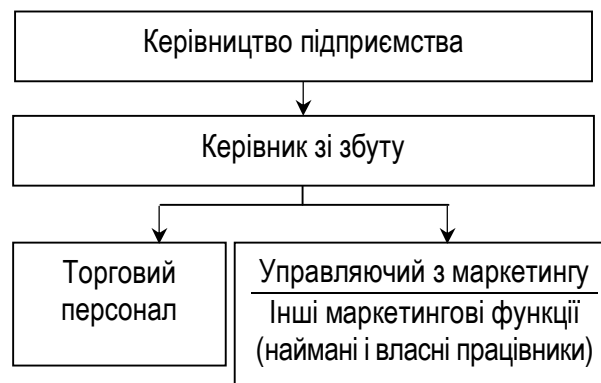 Керівництво підприємства
Керівник зі збуту
Торговий
персонал
Управляючий з маркетингу
Інші маркетингові функції
(наймані і власні працівники)